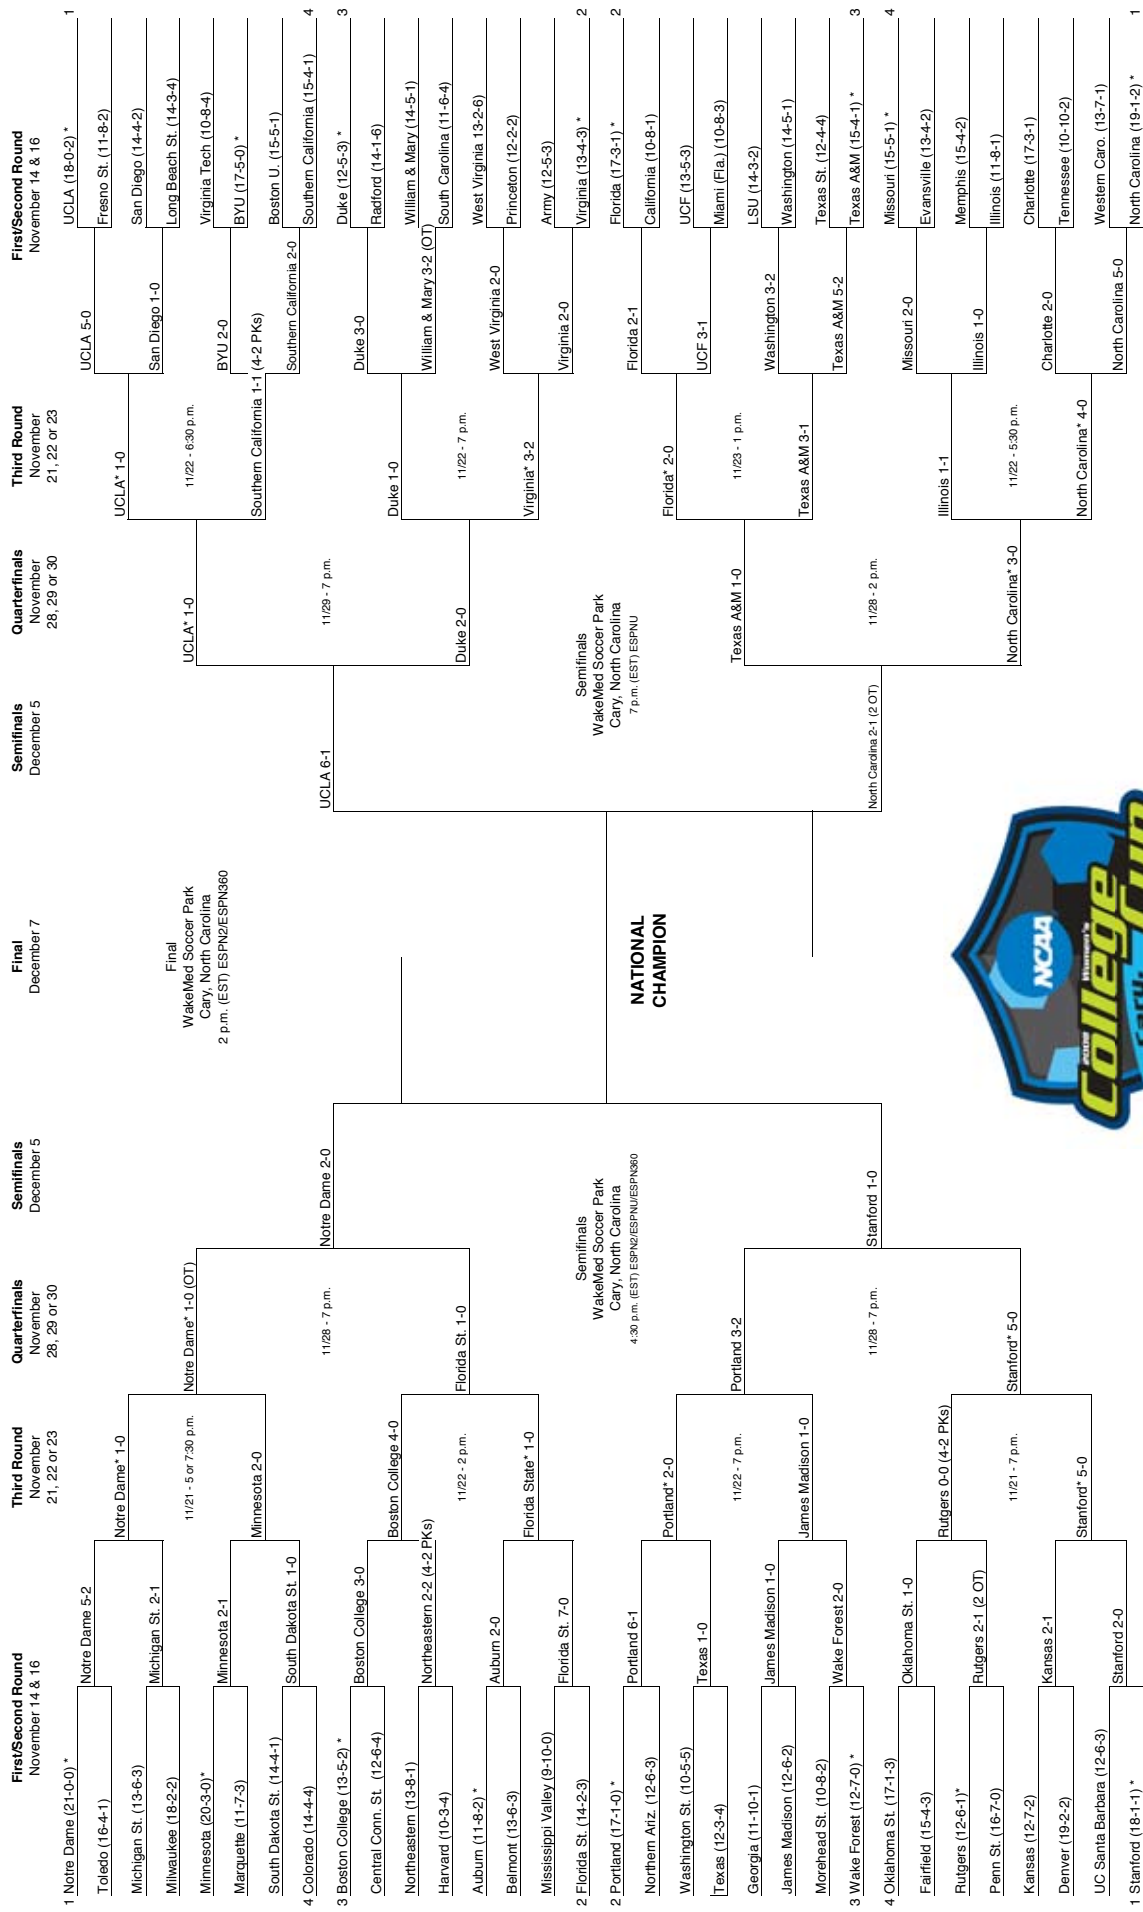 First/Second Round
November 14 & 16
Third Round
November
21, 22 or 23
Quarterfinals
November
28, 29 or 30
Semifinals
December 5
Final
December 7
Semifinals
December 5
Quarterfinals
November
28, 29 or 30
Third Round
November
21, 22 or 23
First/Second Round
November 14 & 16
1 Notre Dame (21-0-0) *
Toledo (16-4-1)
Michigan St. (13-6-3)
Milwaukee (18-2-2)
Minnesota (20-3-0)*
Marquette (11-7-3)
South Dakota St. (14-4-1)
4 Colorado (14-4-4)
3 Boston College (13-5-2) *
Central Conn. St. (12-6-4)
Northeastern (13-8-1)
Harvard (10-3-4)
Auburn (11-8-2) *
Belmont (13-6-3)
Mississippi Valley (9-10-0)
2 Florida St. (14-2-3)
2 Portland (17-1-0) *
Northern Ariz. (12-6-3)
Washington St. (10-5-5)
Texas (12-3-4)
Georgia (11-10-1)
James Madison (12-6-2)
Morehead St. (10-8-2)
3 Wake Forest (12-7-0) *
4 Oklahoma St. (17-1-3)
Fairfield (15-4-3)
Rutgers (12-6-1)*
Penn St. (16-7-0)
Kansas (12-7-2)
Denver (19-2-2)
UC Santa Barbara (12-6-3)
1 Stanford (18-1-1) *
Notre Dame 5-2
Michigan St. 2-1
Minnesota 2-1
South Dakota St. 1-0
Boston College 3-0
Northeastern 2-2 (4-2 PKs)
Auburn 2-0
Florida St. 7-0
Portland 6-1
Texas 1-0
James Madison 1-0
Wake Forest 2-0
Oklahoma St. 1-0
Rutgers 2-1 (2 OT)
Kansas 2-1
Stanford 2-0
Notre Dame* 1-0
11/21 - 5 or 7:30 p.m.
Minnesota 2-0
Boston College 4-0
11/22 - 2 p.m.
Florida State* 1-0
Portland* 2-0
11/22 - 7 p.m.
James Madison 1-0
Rutgers 0-0 (4-2 PKs)
11/21 - 7 p.m.
Stanford* 5-0
Notre Dame* 1-0 (OT)
11/28 - 7 p.m.
Florida St. 1-0
Portland 3-2
11/28 - 7 p.m.
Stanford* 5-0
Notre Dame 2-0
Semifinals
WakeMed Soccer Park
Cary, North Carolina
4:30 p.m. (EST) ESPN2/ESPNU/ESPN360
Stanford 1-0
Final
WakeMed Soccer Park
Cary, North Carolina
2 p.m. (EST) ESPN2/ESPN360
NATIONAL
CHAMPION
NCAA
2008 Women's
College
Cup
Cary,
UCLA 6-1
Semifinals
WakeMed Soccer Park
Cary, North Carolina
7 p.m. (EST) ESPNU
North Carolina 2-1 (2 OT)
UCLA* 1-0
11/29 - 7 p.m.
Duke 2-0
Texas A&M 1-0
11/28 - 2 p.m.
North Carolina* 3-0
UCLA* 1-0
11/22 - 6:30 p.m.
Southern California 1-1 (4-2 PKs)
Duke 1-0
11/22 - 7 p.m.
Virginia* 3-2
Florida* 2-0
11/23 - 1 p.m.
Texas A&M 3-1
Illinois 1-1
11/22 - 5:30 p.m.
North Carolina* 4-0
UCLA 5-0
San Diego 1-0
BYU 2-0
Southern California 2-0
Duke 3-0
William & Mary 3-2 (OT)
West Virginia 2-0
Virginia 2-0
Florida 2-1
UCF 3-1
Washington 3-2
Texas A&M 5-2
Missouri 2-0
Illinois 1-0
Charlotte 2-0
North Carolina 5-0
UCLA (18-0-2) * 1
Fresno St. (11-8-2)
San Diego (14-4-2)
Long Beach St. (14-3-4)
Virginia Tech (10-8-4)
BYU (17-5-0) *
Boston U. (15-5-1)
Southern California (15-4-1) 4
Duke (12-5-3) * 3
Radford (14-1-6)
William & Mary (14-5-1)
South Carolina (11-6-4)
West Virginia 13-2-6)
Princeton (12-2-2)
Army (12-5-3)
Virginia (13-4-3) * 2
Florida (17-3-1) * 2
California (10-8-1)
UCF (13-5-3)
Miami (Fla.) (10-8-3)
LSU (14-3-2)
Washington (14-5-1)
Texas St. (12-4-4)
Texas A&M (15-4-1) * 3
Missouri (15-5-1) * 4
Evansville (13-4-2)
Memphis (15-4-2)
Illinois (11-8-1)
Charlotte (17-3-1)
Tennessee (10-10-2)
Western Caro. (13-7-1)
North Carolina (19-1-2) * 1